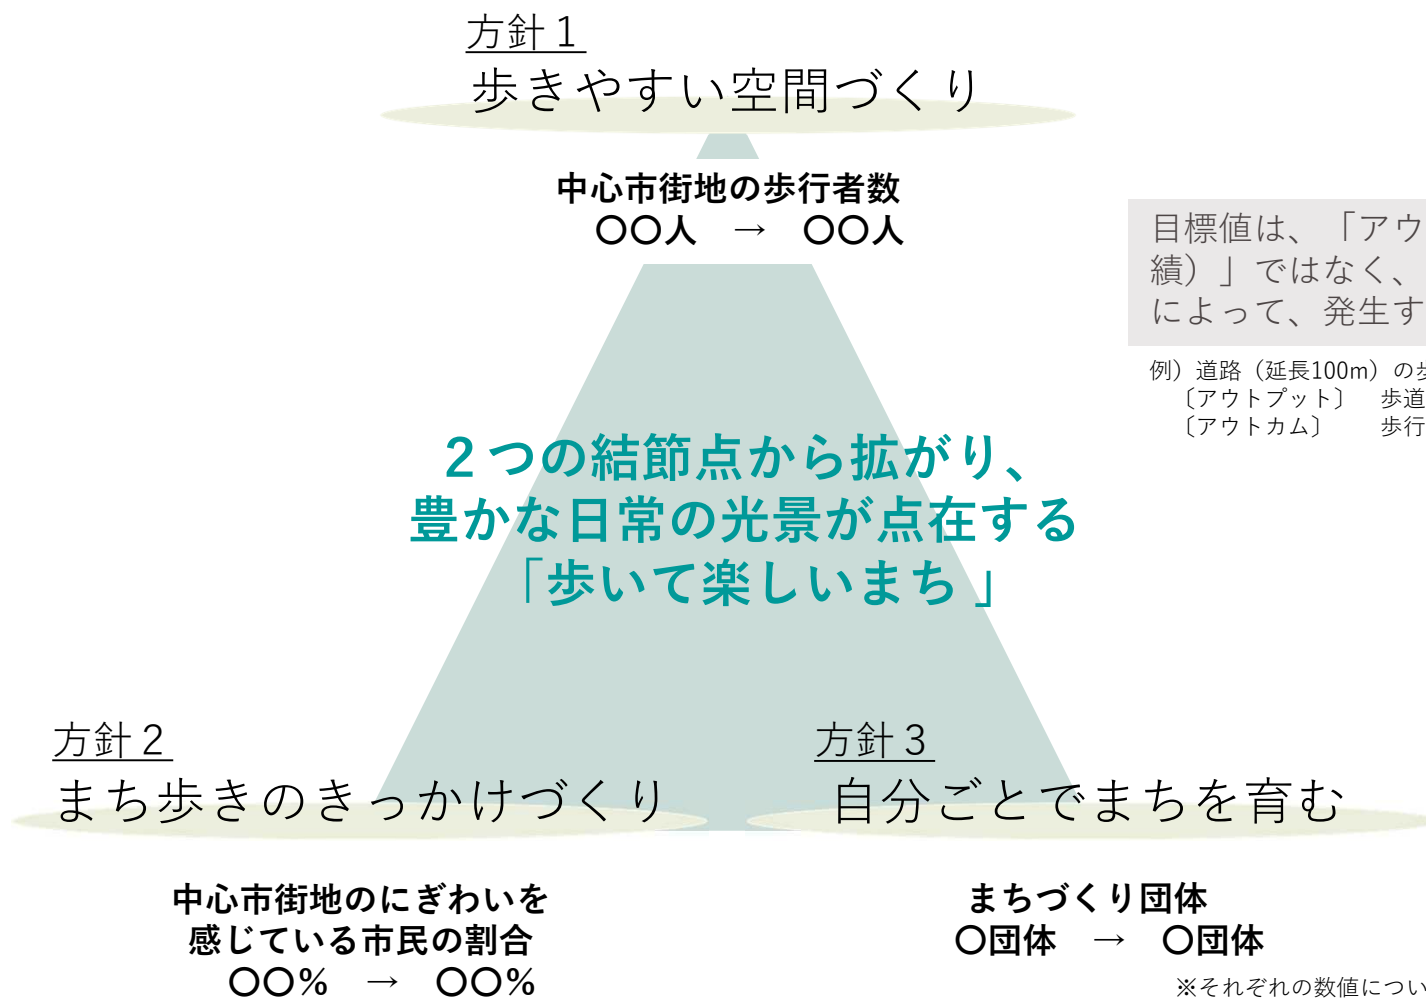 方針１
歩きやすい空間づくり
中心市街地の歩行者数
〇〇人　→　〇〇人
目標値は、「アウ
績）」ではなく、
によって、発生す
例）道路（延長100m）の歩
〔アウトプット〕　歩道
〔アウトカム〕　歩行
２つの結節点から拡がり、
豊かな日常の光景が点在する
「歩いて楽しいまち」
方針２
まち歩きのきっかけづくり
中心市街地のにぎわいを
感じている市民の割合
〇〇%　→　〇〇%
方針３
自分ごとでまちを育む
まちづくり団体
〇団体　→　〇団体
※それぞれの数値につい